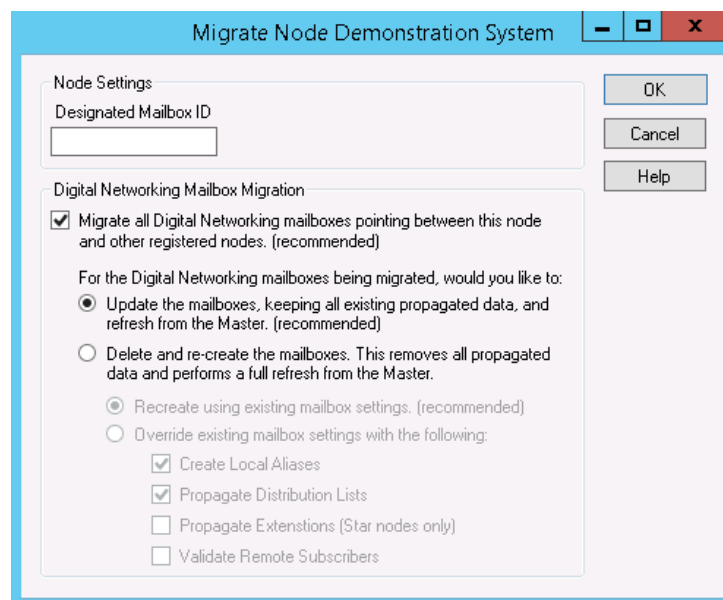 Migrate Node Demonstration System
Node Settings
Designated Mailbox ID
OK
Cancel
Help
Digital Networking Mailbox Migration
Migrate all Digital Networking mailboxes pointing between this node
and other registered nodes. (recommended)
For the Digital Networking mailboxes being migrated, would you like to:
Update the mailboxes, keeping all existing propagated data, and
refresh from the Master. (recommended)
Delete and re-create the mailboxes. This removes all propagated
data and performs a full refresh from the Master.
Recreate using existing mailbox settings. (recommended)
Override existing mailbox settings with the following:
Create Local Aliases
Propagate Distribution Lists
Propagate Extenstions (Star nodes only)
Validate Remote Subscribers